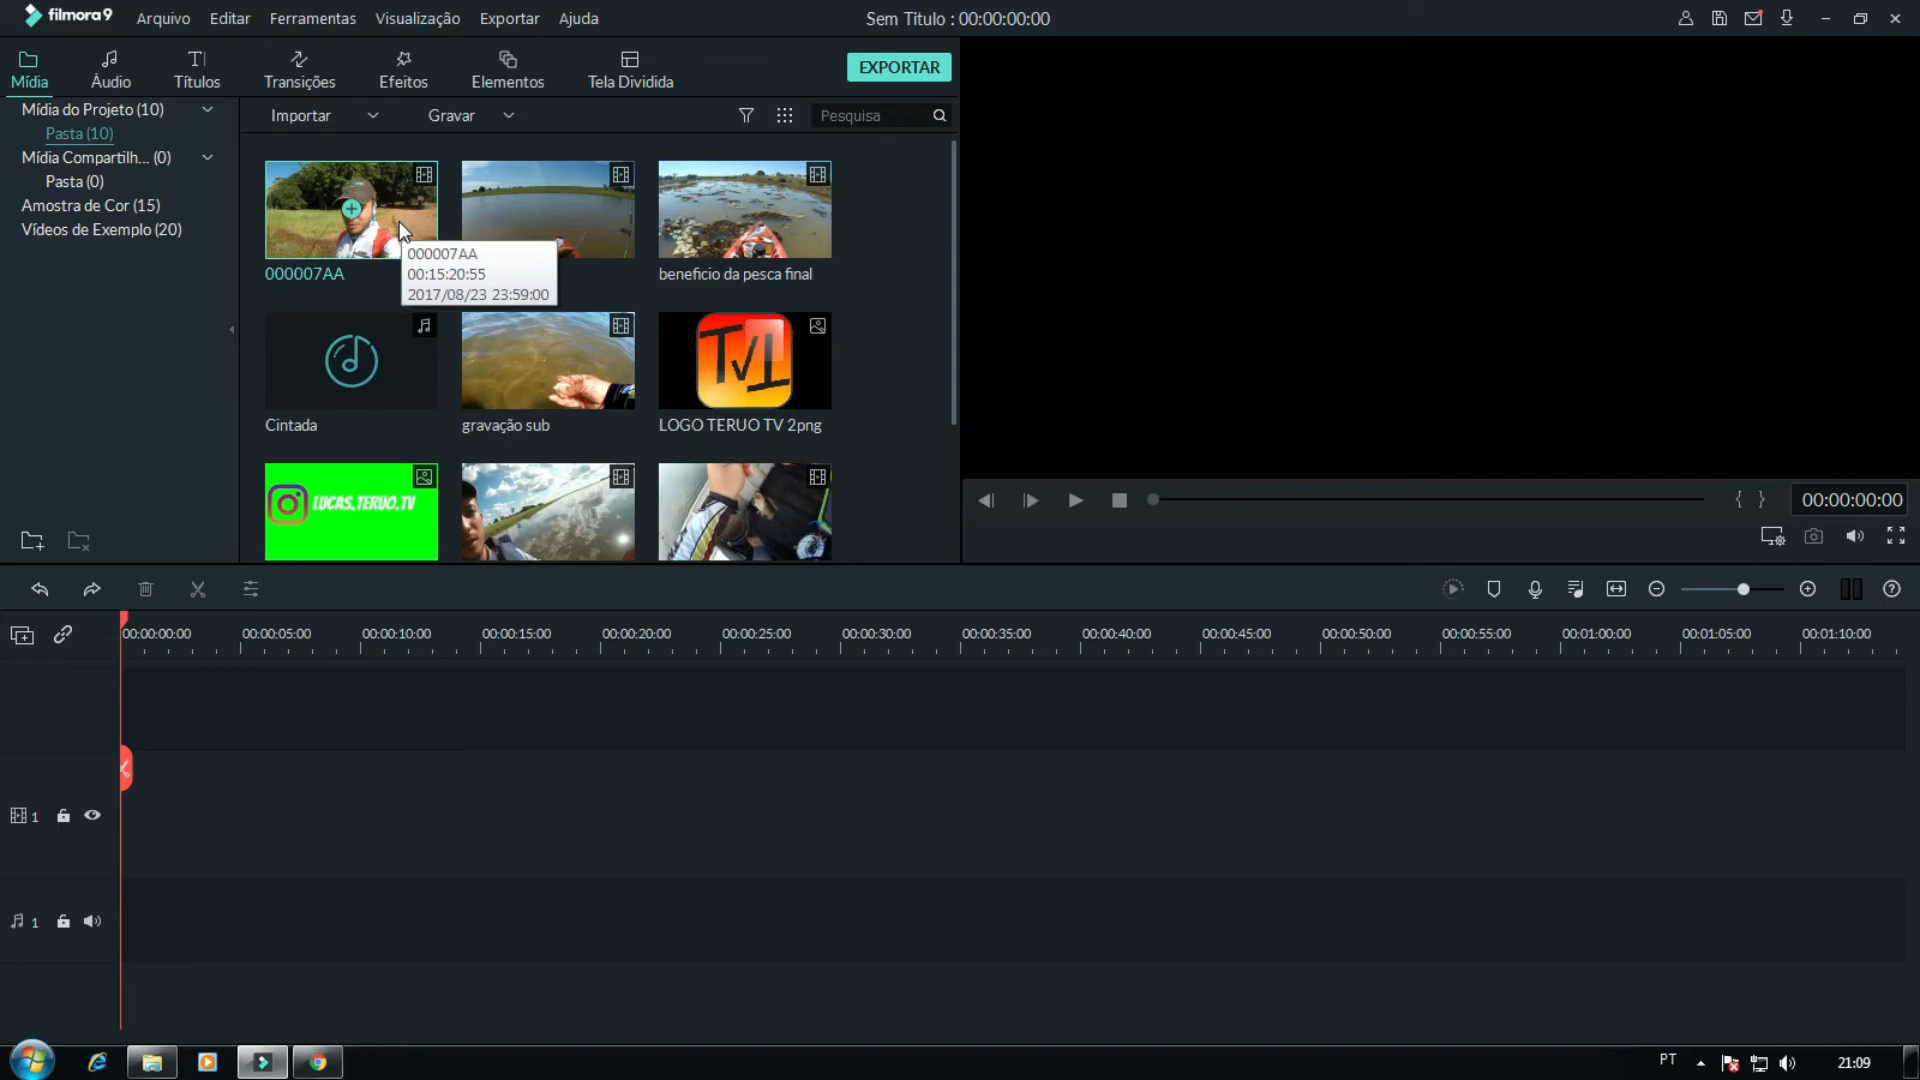 filmora9
Arquivo Editar Ferramentas Visualização Exportar Ajuda
Sem Titulo : 00:00:00:00
Mídia Áudio Títulos Transições Efeitos Elementos Tela Dividida
EXPORTAR
Mídia do Projeto (10)
Pasta (10)
Mídia Compartilh... (0)
Pasta (0)
Amostra de Cor (15)
Vídeos de Exemplo (20)
Importar Gravar Pesquisa
000007AA
000007AA
00:15:20:55
2017/08/23 23:59:00
beneficio da pesca final
Cintada
gravação sub
TV1
LOGO TERUO TV 2png
LUCAS.TERUO.TV
00:00:00:00
00:00:00:00 00:00:05:00 00:00:10:00 00:00:15:00 00:00:20:00 00:00:25:00 00:00:30:00 00:00:35:00 00:00:40:00 00:00:45:00 00:00:50:00 00:00:55:00 00:01:00:00 00:01:05:00 00:01:10:00
1
1
PT
21:09